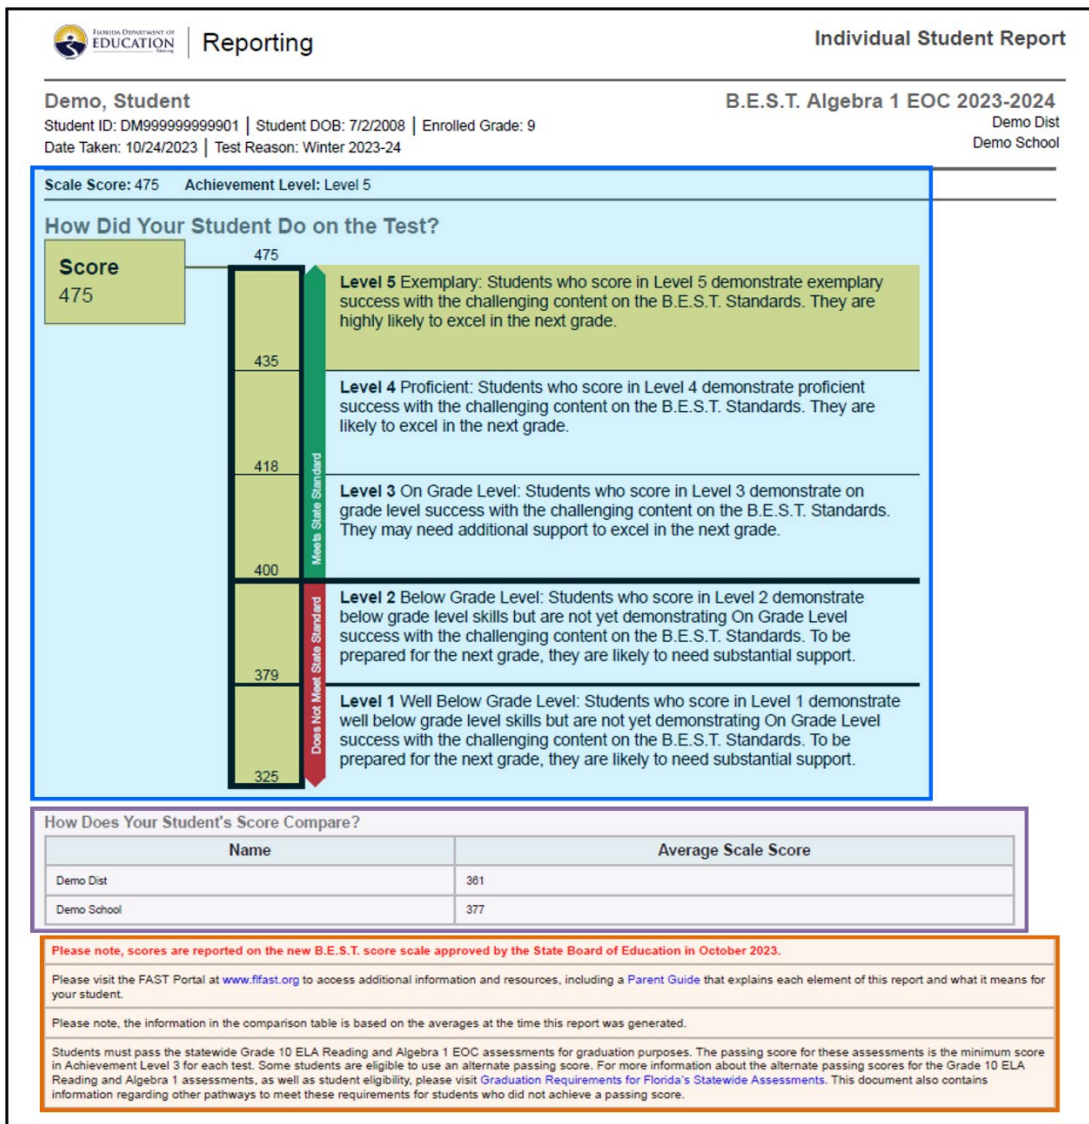 FLORIDA DEPARTMENT OF
EDUCATION
Reporting
Individual Student Report
Demo, Student
B.E.S.T. Algebra 1 EOC 2023-2024
Student ID: DM999999999901 | Student DOB: 7/2/2008 | Enrolled Grade: 9
Demo Dist
Date Taken: 10/24/2023 | Test Reason: Winter 2023-24
Demo School
Scale Score: 475 Achievement Level: Level 5
How Did Your Student Do on the Test?
Score
475
475
435
418
400
379
325
Meets State Standard
Does Not Meet State Standard
Level 5 Exemplary: Students who score in Level 5 demonstrate exemplary
success with the challenging content on the B.E.S.T. Standards. They are
highly likely to excel in the next grade.
Level 4 Proficient: Students who score in Level 4 demonstrate proficient
success with the challenging content on the B.E.S.T. Standards. They are
likely to excel in the next grade.
Level 3 On Grade Level: Students who score in Level 3 demonstrate on
grade level success with the challenging content on the B.E.S.T. Standards.
They may need additional support to excel in the next grade.
Level 2 Below Grade Level: Students who score in Level 2 demonstrate
below grade level skills but are not yet demonstrating On Grade Level
success with the challenging content on the B.E.S.T. Standards. To be
prepared for the next grade, they are likely to need substantial support.
Level 1 Well Below Grade Level: Students who score in Level 1 demonstrate
well below grade level skills but are not yet demonstrating On Grade Level
success with the challenging content on the B.E.S.T. Standards. To be
prepared for the next grade, they are likely to need substantial support.
How Does Your Student's Score Compare?
Name Average Scale Score
Demo Dist 361
Demo School 377
Please note, scores are reported on the new B.E.S.T. score scale approved by the State Board of Education in October 2023.
Please visit the FAST Portal at www.flfast.org to access additional information and resources, including a Parent Guide that explains each element of this report and what it means for
your student.
Please note, the information in the comparison table is based on the averages at the time this report was generated.
Students must pass the statewide Grade 10 ELA Reading and Algebra 1 EOC assessments for graduation purposes. The passing score for these assessments is the minimum score
in Achievement Level 3 for each test. Some students are eligible to use an alternate passing score. For more information about the alternate passing scores for the Grade 10 ELA
Reading and Algebra 1 assessments, as well as student eligibility, please visit Graduation Requirements for Florida's Statewide Assessments. This document also contains
information regarding other pathways to meet these requirements for students who did not achieve a passing score.